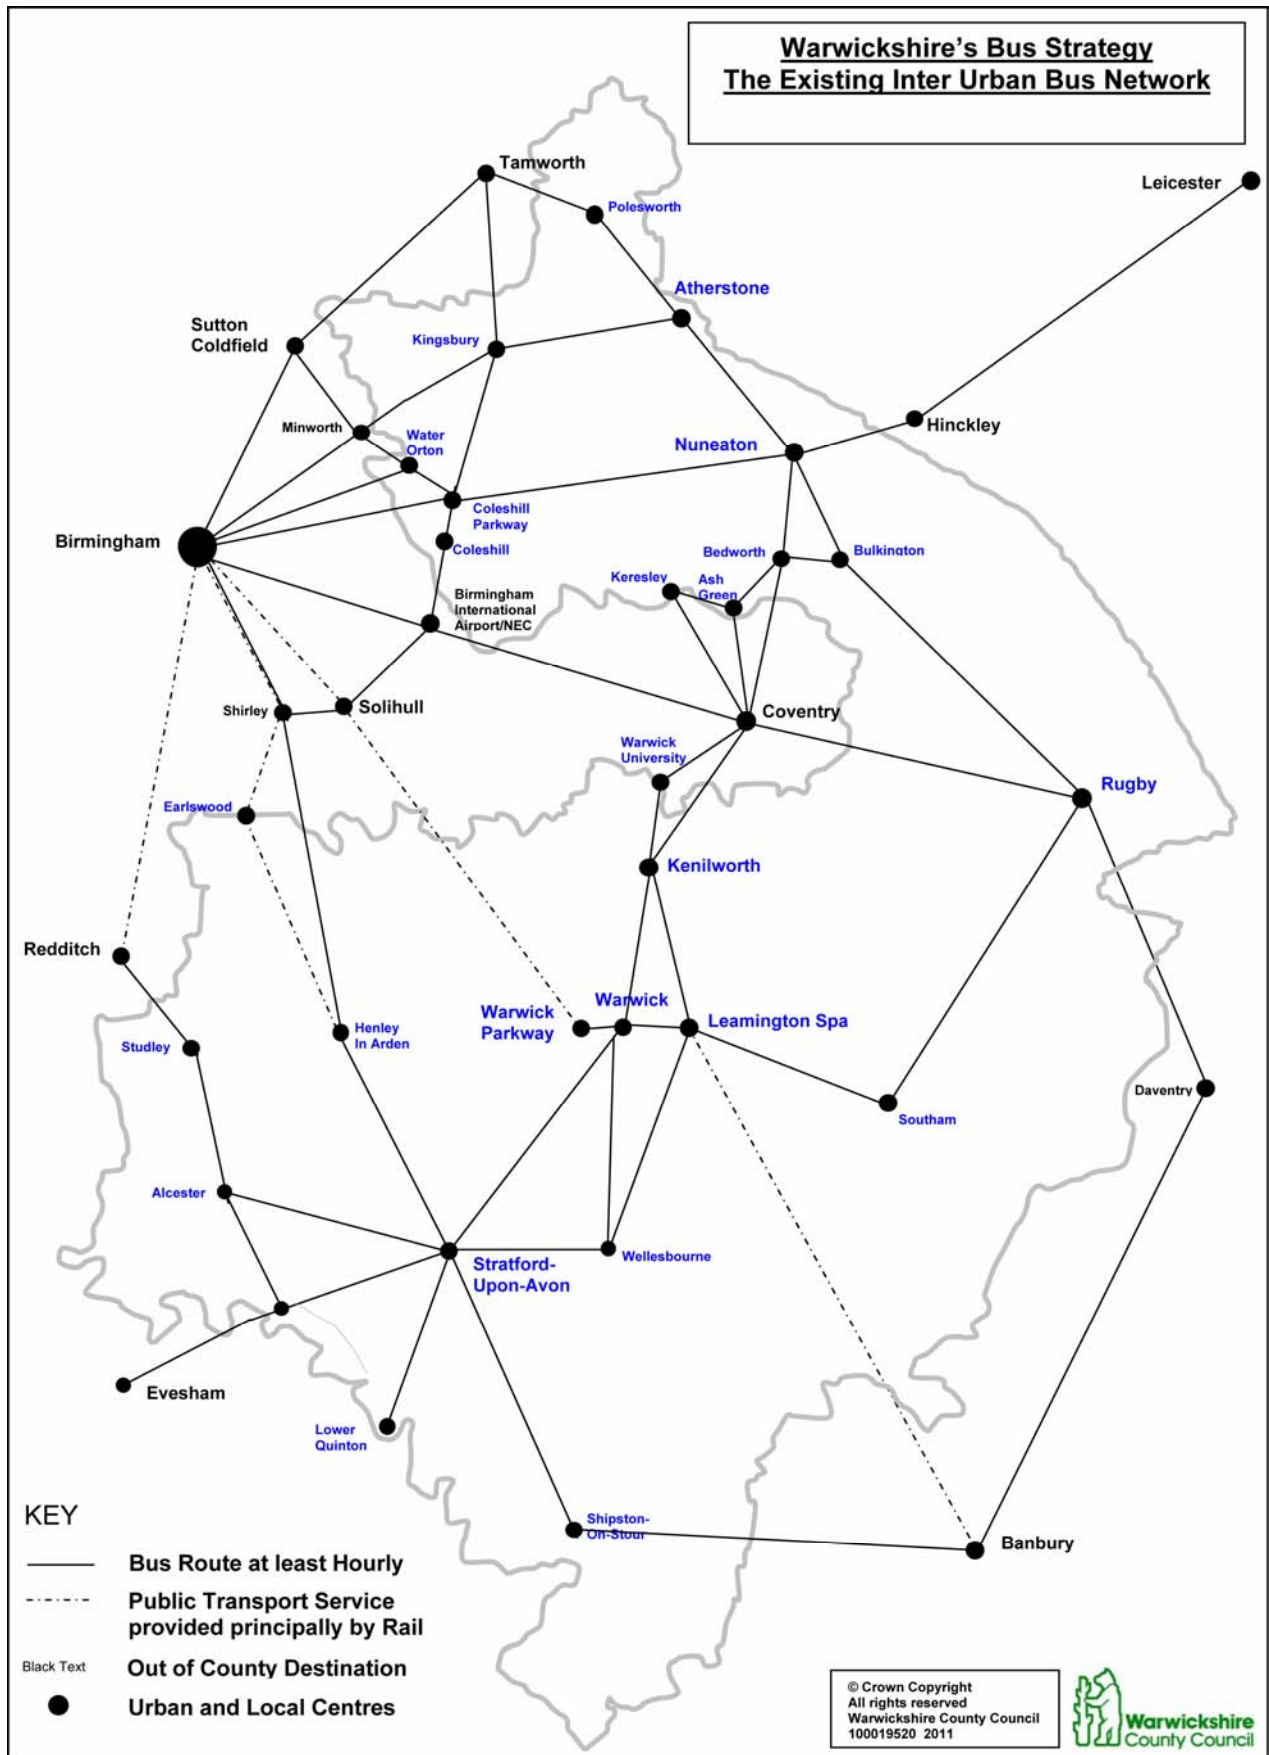 Warwickshire's Bus Strategy
The Existing Inter Urban Bus Network
Tamworth
Leicester
Polesworth
Atherstone
Sutton
Coldfield
Kingsbury
Minworth
Water
Orton
Hinckley
Nuneaton
Coleshill
Parkway
Birmingham
Coleshill
Bedworth
Bulkington
Keresley
Ash
Green
Birmingham
International
Airport/NEC
Shirley
Solihull
Coventry
Warwick
University
Rugby
Earlswood
Kenilworth
Redditch
Warwick
Warwick
Parkway
Leamington Spa
Henley
In Arden
Studley
Daventry
Southam
Alcester
Wellesbourne
Stratford-
Upon-Avon
Evesham
Lower
Quinton
Shipston-
On-Stour
Banbury
KEY
Bus Route at least Hourly
Public Transport Service
provided principally by Rail
Black Text
Out of County Destination
Urban and Local Centres
© Crown Copyright
All rights reserved
Warwickshire County Council
100019520 2011
Warwickshire
County Council